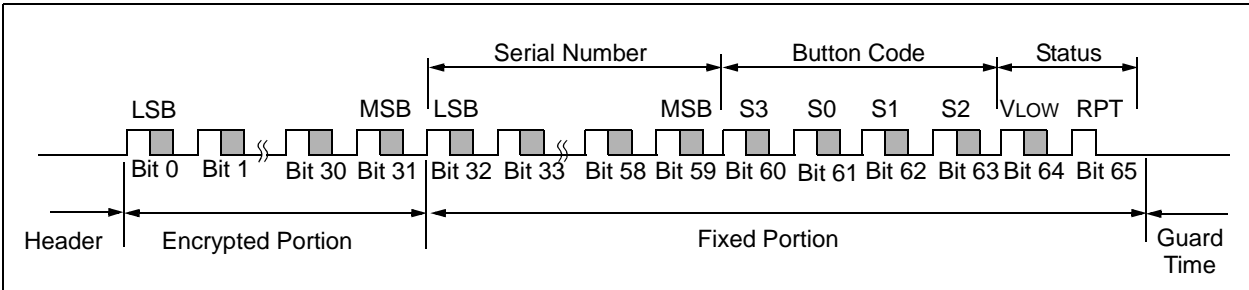 Serial Number Button Code Status
LSB MSB LSB MSB S3 S0 S1 S2 VLOW RPT
Bit 0 Bit 1 Bit 30 Bit 31 Bit 32 Bit 33 Bit 58 Bit 59 Bit 60 Bit 61 Bit 62 Bit 63 Bit 64 Bit 65
Header Encrypted Portion Fixed Portion Guard
Time